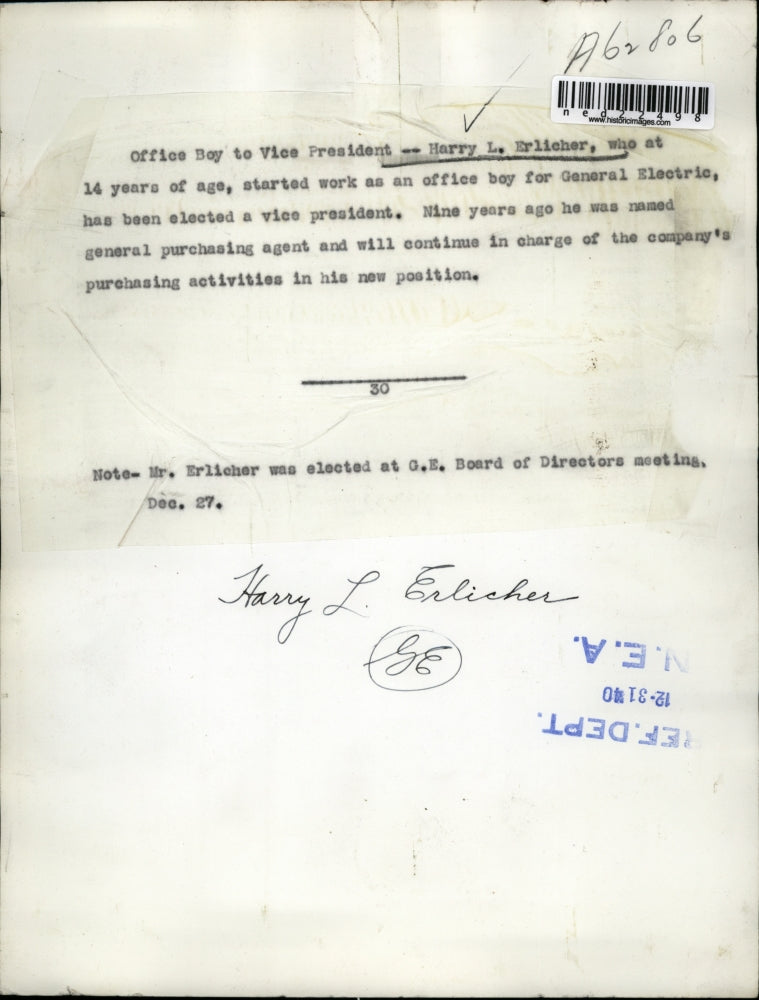 A62806
ned22498
www.historicimages.com
Office Boy to Vice President -- Harry L. Erlicher, who at
14 years of age, started work as an office boy for General Electric,
has been elected a vice president. Nine years ago he was named
general purchasing agent and will continue in charge of the company's
purchasing activities in his new position.
30
Note- Mr. Erlicher was elected at G.E. Board of Directors meeting,
Dec. 27.
Harry L. Erlicher
GE
REF. DEPT.
12-31 40
N.E.A.